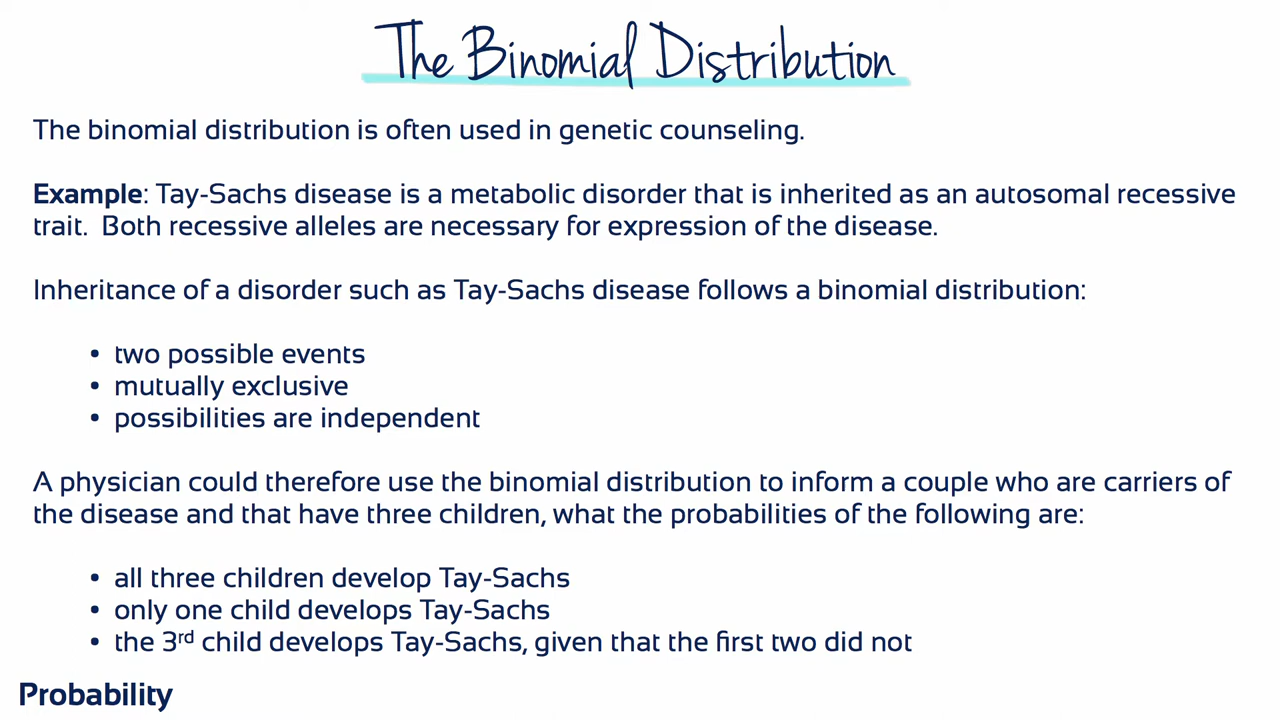 The Binomial Distribution
The binomial distribution is often used in genetic counseling.
Example: Tay-Sachs disease is a metabolic disorder that is inherited as an autosomal recessive
trait. Both recessive alleles are necessary for expression of the disease.
Inheritance of a disorder such as Tay-Sachs disease follows a binomial distribution:
• two possible events
• mutually exclusive
• possibilities are independent
A physician could therefore use the binomial distribution to inform a couple who are carriers of
the disease and that have three children, what the probabilities of the following are:
• all three children develop Tay-Sachs
• only one child develops Tay-Sachs
• the 3rd child develops Tay-Sachs, given that the first two did not
Probability